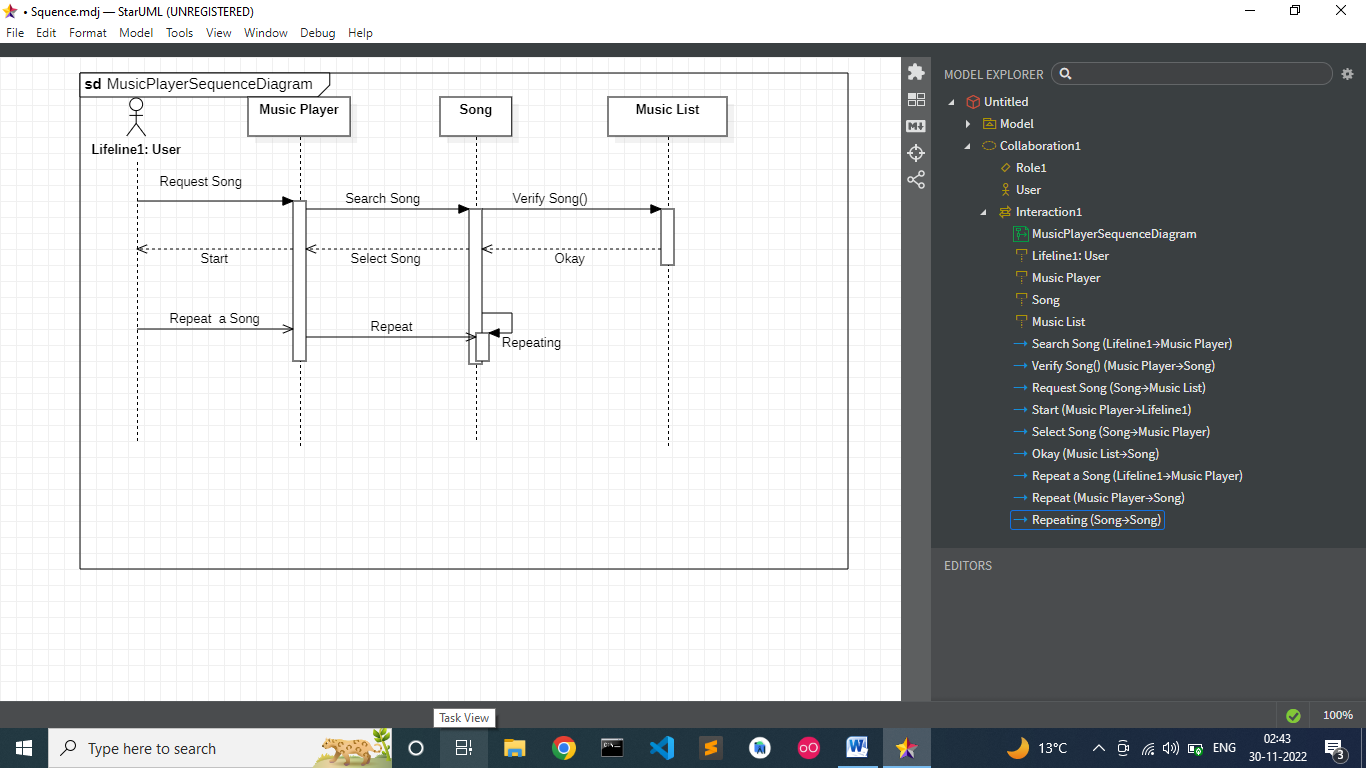 • Squence.mdj — StarUML (UNREGISTERED)
File Edit Format Model Tools View Window Debug Help
sd MusicPlayerSequenceDiagram
Music Player Song Music List
Lifeline1: User
Request Song
Search Song Verify Song()
Start Select Song Okay
Repeat a Song
Repeat
Repeating
MODEL EXPLORER
Untitled
Model
Collaboration1
Role1
User
Interaction1
MusicPlayerSequenceDiagram
Lifeline1: User
Music Player
Song
Music List
Search Song (Lifeline1→Music Player)
Verify Song() (Music Player→Song)
Request Song (Song→Music List)
Start (Music Player→Lifeline1)
Select Song (Song→Music Player)
Okay (Music List→Song)
Repeat a Song (Lifeline1→Music Player)
Repeat (Music Player→Song)
Repeating (Song→Song)
EDITORS
100%
Task View
Type here to search
13°C
ENG
02:43
30-11-2022
3